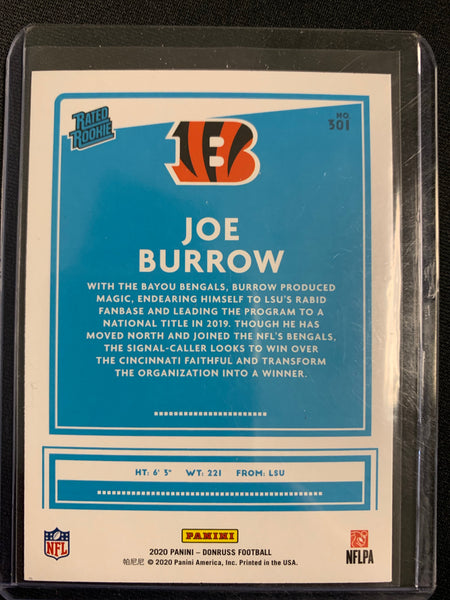 RATED
ROOKIE
B
NO.
301
JOE
BURROW
WITH THE BAYOU BENGALS, BURROW PRODUCED
MAGIC, ENDEARING HIMSELF TO LSU'S RABID
FANBASE AND LEADING THE PROGRAM TO A
NATIONAL TITLE IN 2019. THOUGH HE HAS
MOVED NORTH AND JOINED THE NFL'S BENGALS,
THE SIGNAL-CALLER LOOKS TO WIN OVER
THE CINCINNATI FAITHFUL AND TRANSFORM
THE ORGANIZATION INTO A WINNER.
HT: 6' 5" WT: 221 FROM: LSU
NFL
PANINI
NFLPA
2020 PANINI – DONRUSS FOOTBALL
帕尼尼 © 2020 Panini America, Inc. Printed in the USA.